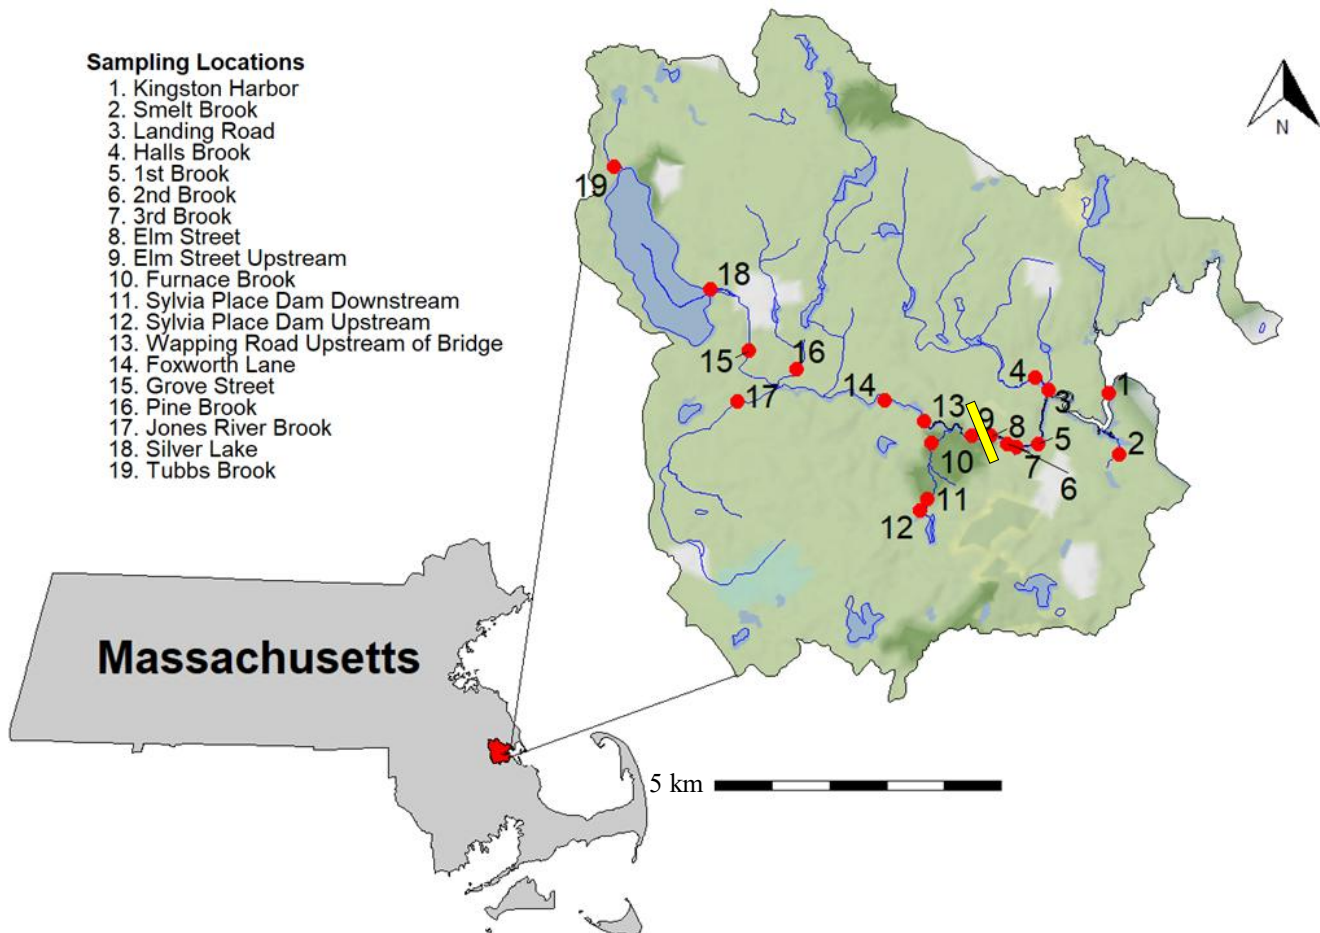 Sampling Locations
1. Kingston Harbor
2. Smelt Brook
3. Landing Road
4. Halls Brook
5. 1st Brook
6. 2nd Brook
7. 3rd Brook
8. Elm Street
9. Elm Street Upstream
10. Furnace Brook
11. Sylvia Place Dam Downstream
12. Sylvia Place Dam Upstream
13. Wapping Road Upstream of Bridge
14. Foxworth Lane
15. Grove Street
16. Pine Brook
17. Jones River Brook
18. Silver Lake
19. Tubbs Brook
N
19
18
15
16
17
14
13
9
8
10
7
6
5
4
3
1
2
11
12
Massachusetts
5 km